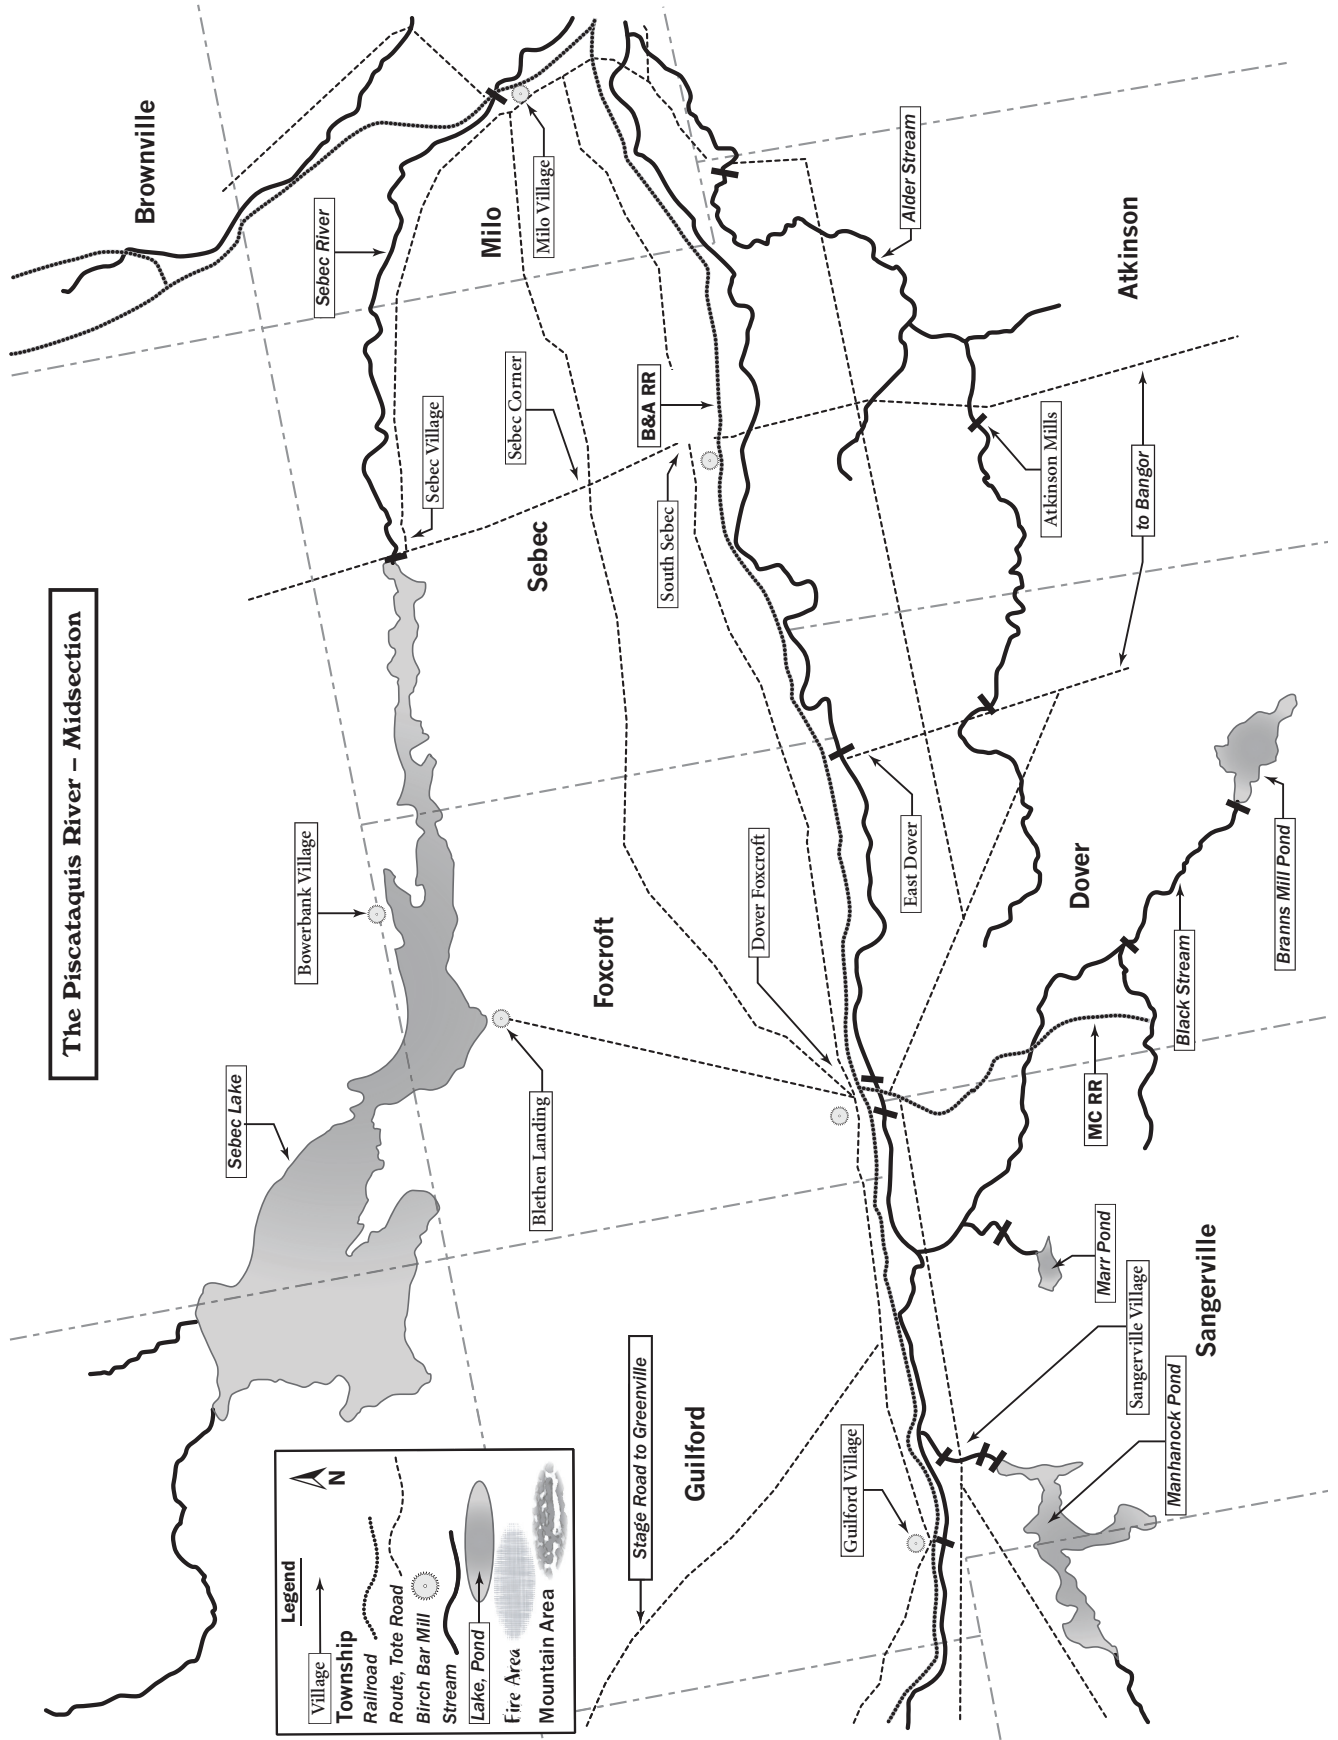 The Piscataquis River – Midsection
Brownville
Sebec River
Milo
Milo Village
Alder Stream
Atkinson
Sebec Village
Sebec Corner
B&A RR
Sebec
South Sebec
Atkinson Mills
to Bangor
Bowerbank Village
Foxcroft
Dover Foxcroft
East Dover
Dover
Branns Mill Pond
Black Stream
Sebec Lake
Blethen Landing
MC RR
Marr Pond
Sangerville Village
Sangerville
Manhanock Pond
Stage Road to Greenville
Guilford
Guilford Village
Legend
N
Village
Township
Railroad
Route, Tote Road
Birch Bar Mill
Stream
Lake, Pond
Fire Area
Mountain Area